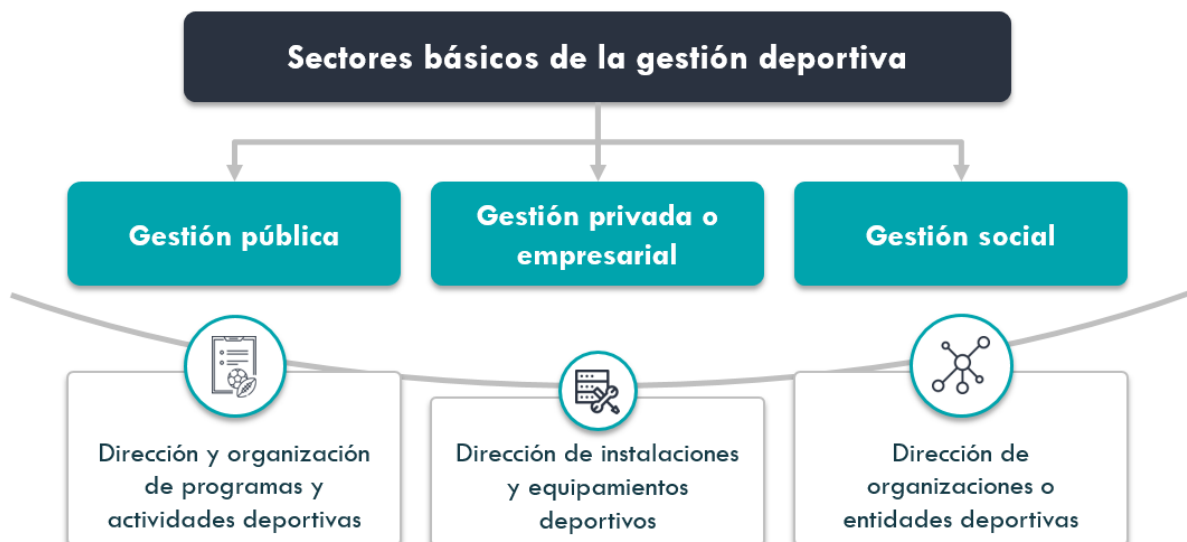 Sectores básicos de la gestión deportiva
Gestión pública
Gestión privada o
empresarial
Gestión social
Dirección y organización
de programas y
actividades deportivas
Dirección de instalaciones
y equipamientos
deportivos
Dirección de
organizaciones o
entidades deportivas